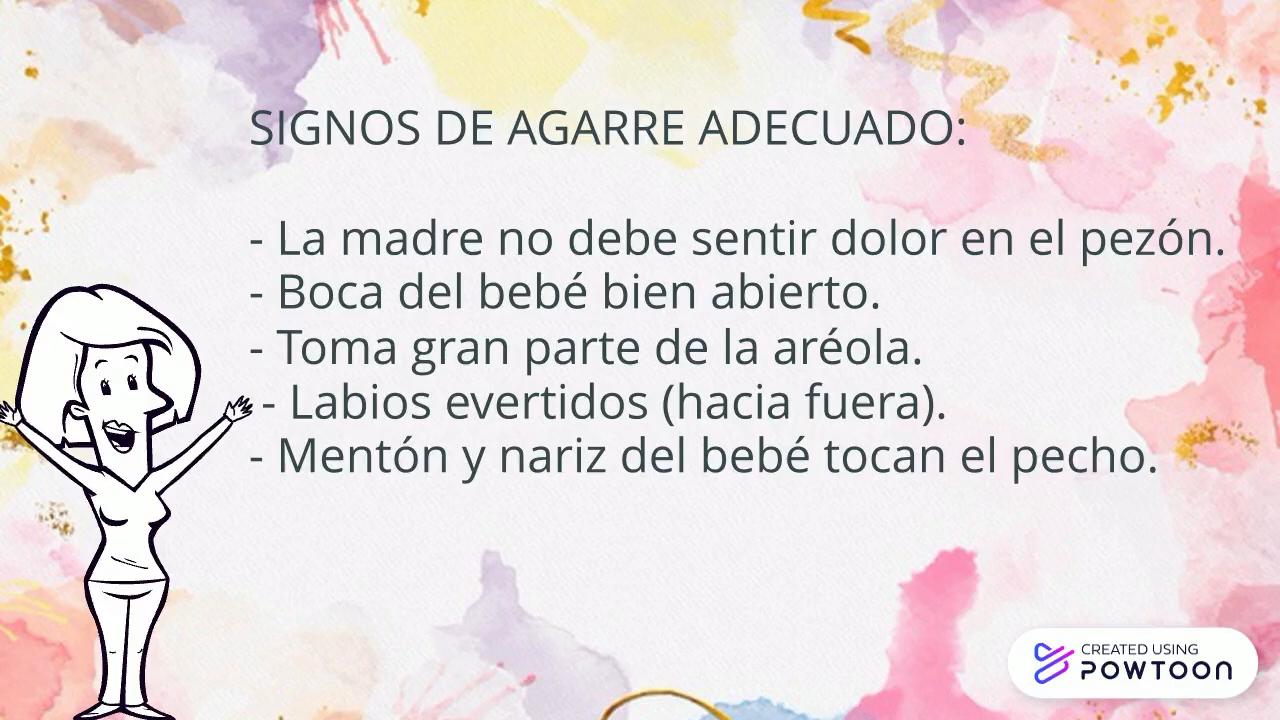 SIGNOS DE AGARRE ADECUADO:
- La madre no debe sentir dolor en el pezón.
- Boca del bebé bien abierto.
- Toma gran parte de la aréola.
- Labios evertidos (hacia fuera).
- Mentón y nariz del bebé tocan el pecho.
CREATED USING
POWTOON